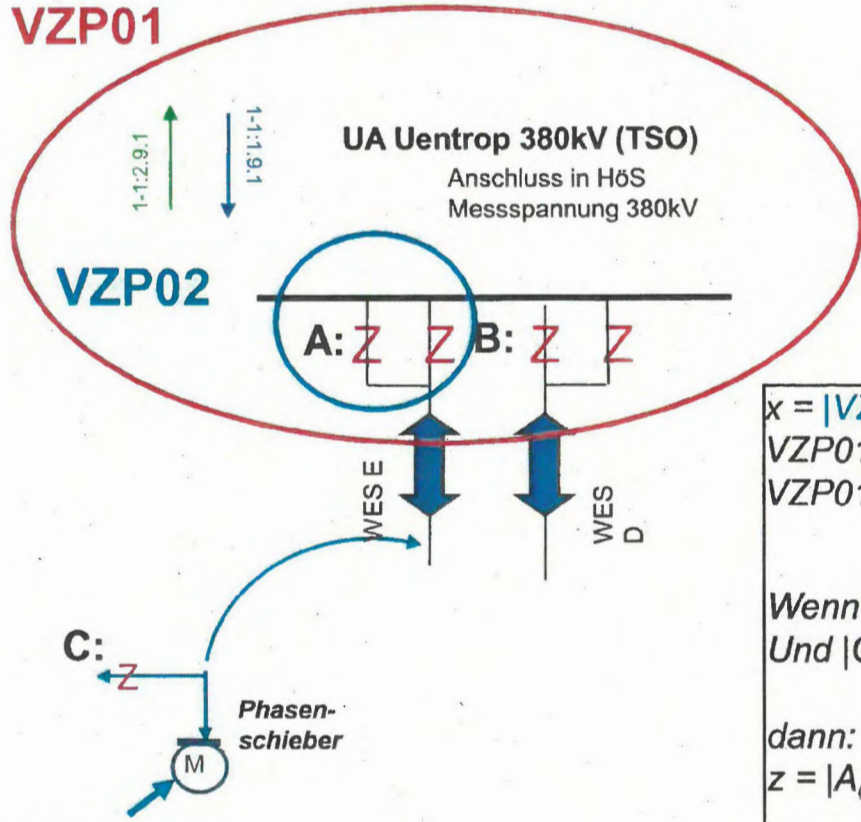 VZP01
1-1:2.9.1
1-1:1.9.1
UA Uentrop 380kV (TSO)
Anschluss in HöS
Messspannung 380kV
VZP02
A: Z Z B: Z Z
WES E
WES
D
x = |VZ
VZP01
VZP01
Wenn
Und |
dann:
z = |A
C: Z
Phasen-
schieber
M